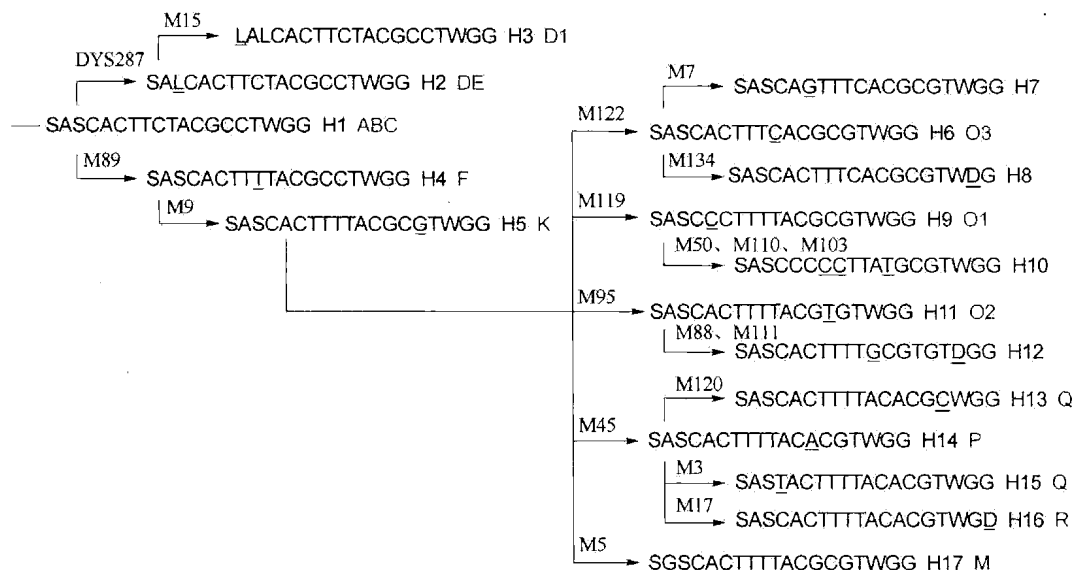 M15
LALCACTTCTACGCCTWGG H3 D1
DYS287
SALCACTTCTACGCCTWGG H2 DE
SASCACTTCTACGCCTWGG H1 ABC
M89
SASCACTTTTACGCCTWGG H4 F
M9
SASCACTTTTACGCGTWGG H5 K
M7
SASCAGTTTCACGCGTWGG H7
M122
SASCACTTTCACGCGTWGG H6 O3
M134
SASCACTTTCACGCGTWDG H8
M119
SASCCCTTTTACGCGTWGG H9 O1
M50、M110、M103
SASCCCCCTTATGCGTWGG H10
M95
SASCACTTTTACGTGTWGG H11 O2
M88、M111
SASCACTTTTGCGTGTDGG H12
M120
SASCACTTTTACACGCWGG H13 Q
M45
SASCACTTTTACACGTWGG H14 P
M3
SASTACTTTTACACGTWGG H15 Q
M17
SASCACTTTTACACGTWGD H16 R
M5
SGSCACTTTTACGCGTWGG H17 M